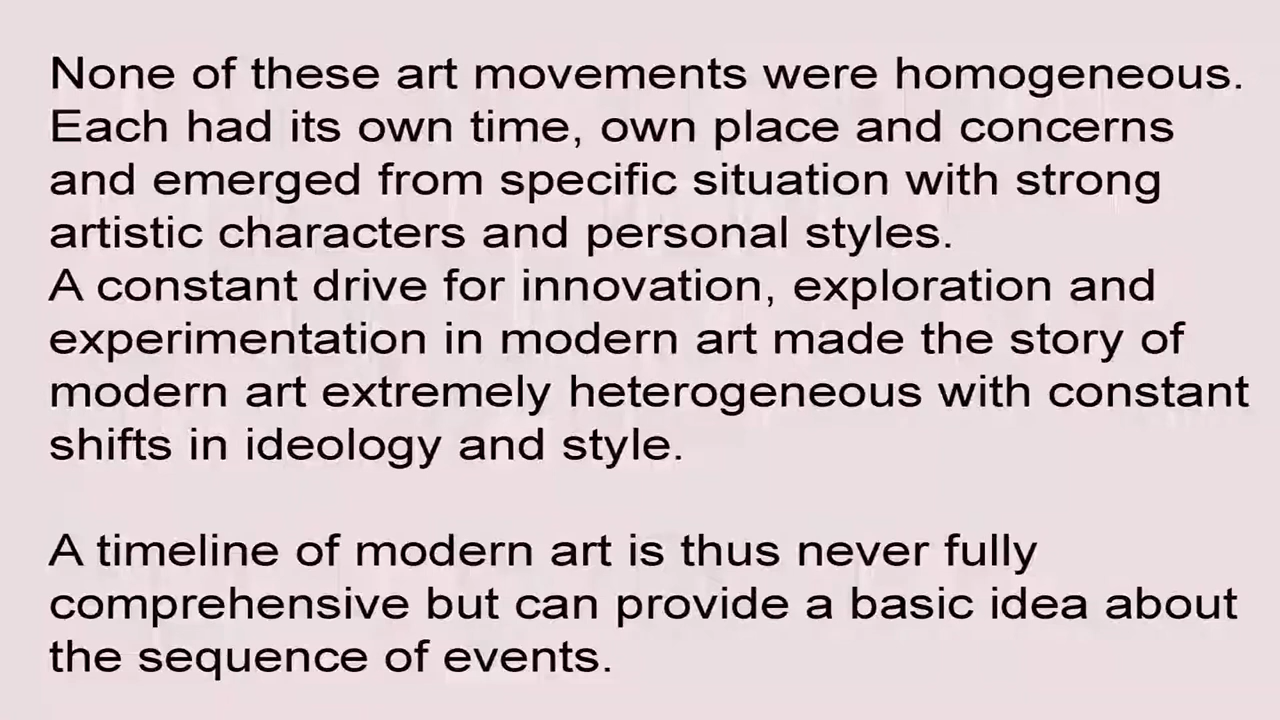 None of these art movements were homogeneous.
Each had its own time, own place and concerns
and emerged from specific situation with strong
artistic characters and personal styles.
A constant drive for innovation, exploration and
experimentation in modern art made the story of
modern art extremely heterogeneous with constant
shifts in ideology and style.
A timeline of modern art is thus never fully
comprehensive but can provide a basic idea about
the sequence of events.